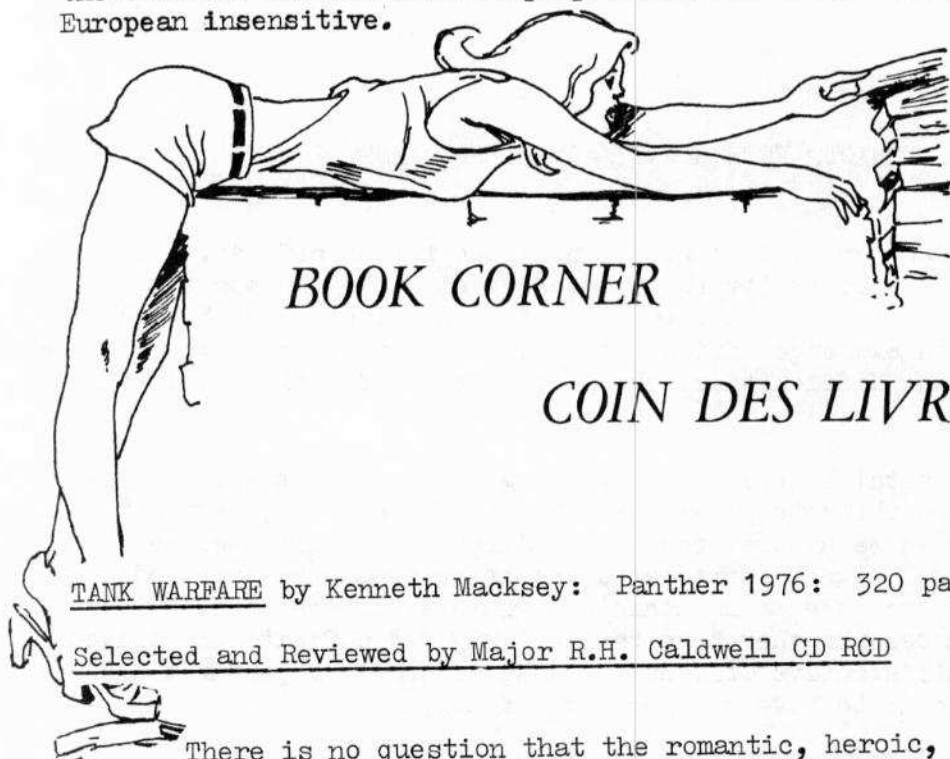 European insensitive.
BOOK CORNER
COIN DES LIVR
TANK WARFARE by Kenneth Macksey: Panther 1976: 320 pa
Selected and Reviewed by Major R.H. Caldwell CD RCD
There is no question that the romantic, heroic,